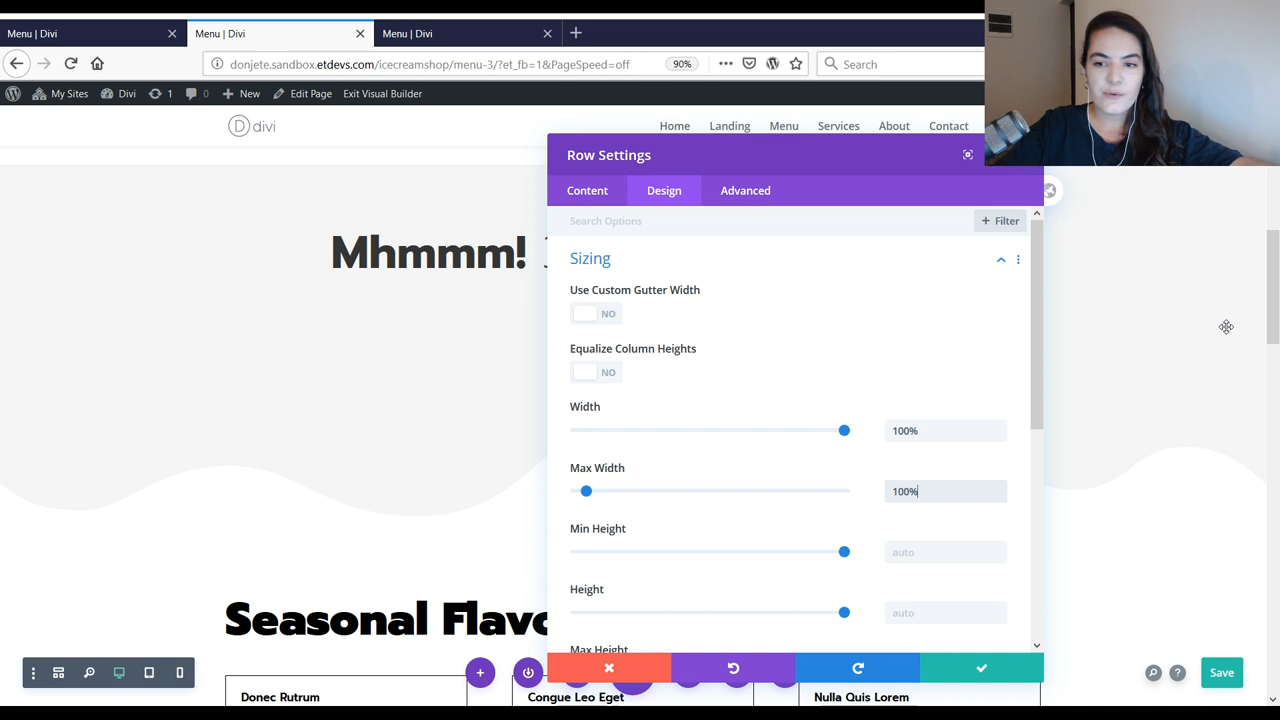 Menu | Divi
Menu | Divi
Menu | Divi
donjete.sandbox.etdevs.com/icecreamshop/menu-3/?et_fb=1&PageSpeed=off
90%
Search
My Sites
Divi
1
0
New
Edit Page
Exit Visual Builder
D divi
Home
Landing
Menu
Services
About
Contact
Mhmmm!
Row Settings
Content
Design
Advanced
Search Options
+ Filter
Sizing
Use Custom Gutter Width
NO
Equalize Column Heights
NO
Width
100%
Max Width
100%
Min Height
auto
Height
auto
Max Height
Seasonal Flavo
Save
Donec Rutrum
Congue Leo Eget
Nulla Quis Lorem